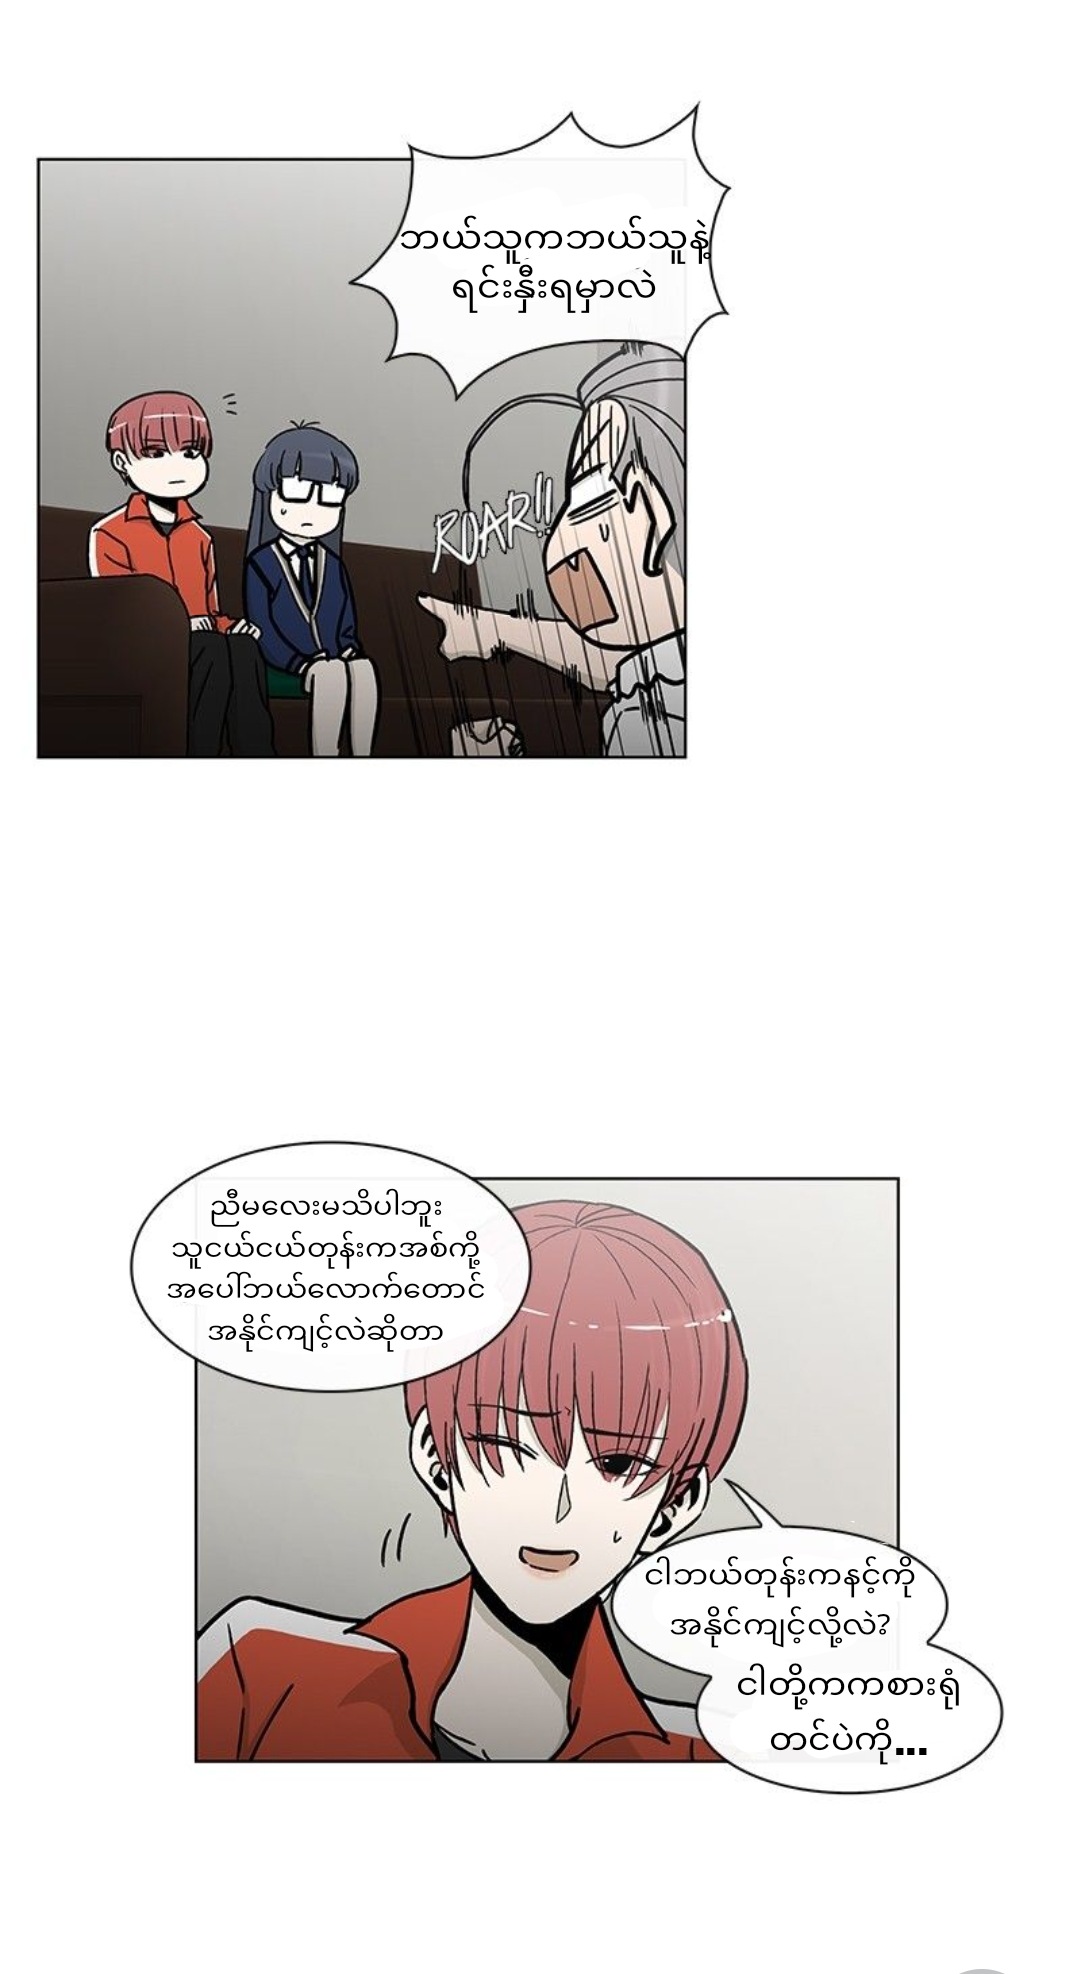 ဘယ်သူကဘယ်သူနဲ့
ရင်းနှီးရမှာလဲ
ROAR!!
ညီမလေးမသိပါဘူး
သူငယ်ငယ်တုန်းကအစ်ကို့
အပေါ်ဘယ်လောက်တောင်
အနိုင်ကျင့်လဲဆိုတာ
ငါဘယ်တုန်းကနင့်ကို
အနိုင်ကျင့်လို့လဲ?
ငါတို့ကကစားရုံ
တင်ပဲကို...